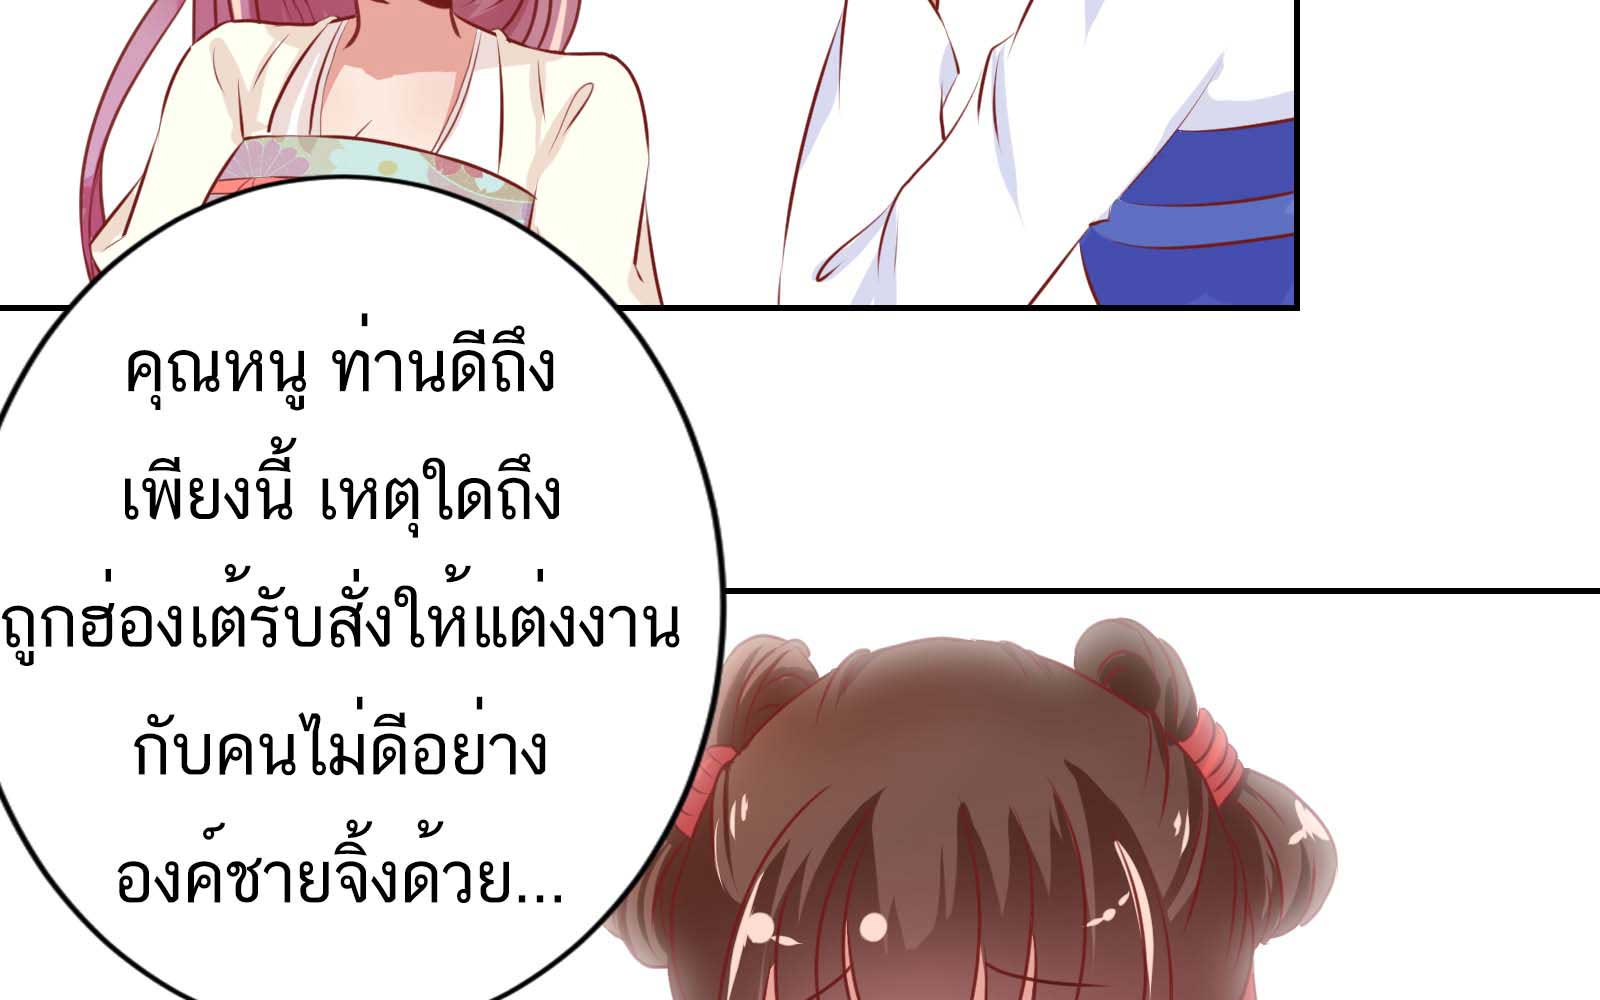 คุณหนู ท่านดีถึง
เพียงนี้ เหตุใดถึง
ถูกฮ่องเต้รับสั่งให้แต่งงาน
กับคนไม่ดีอย่าง
องค์ชายจิ้งด้วย...